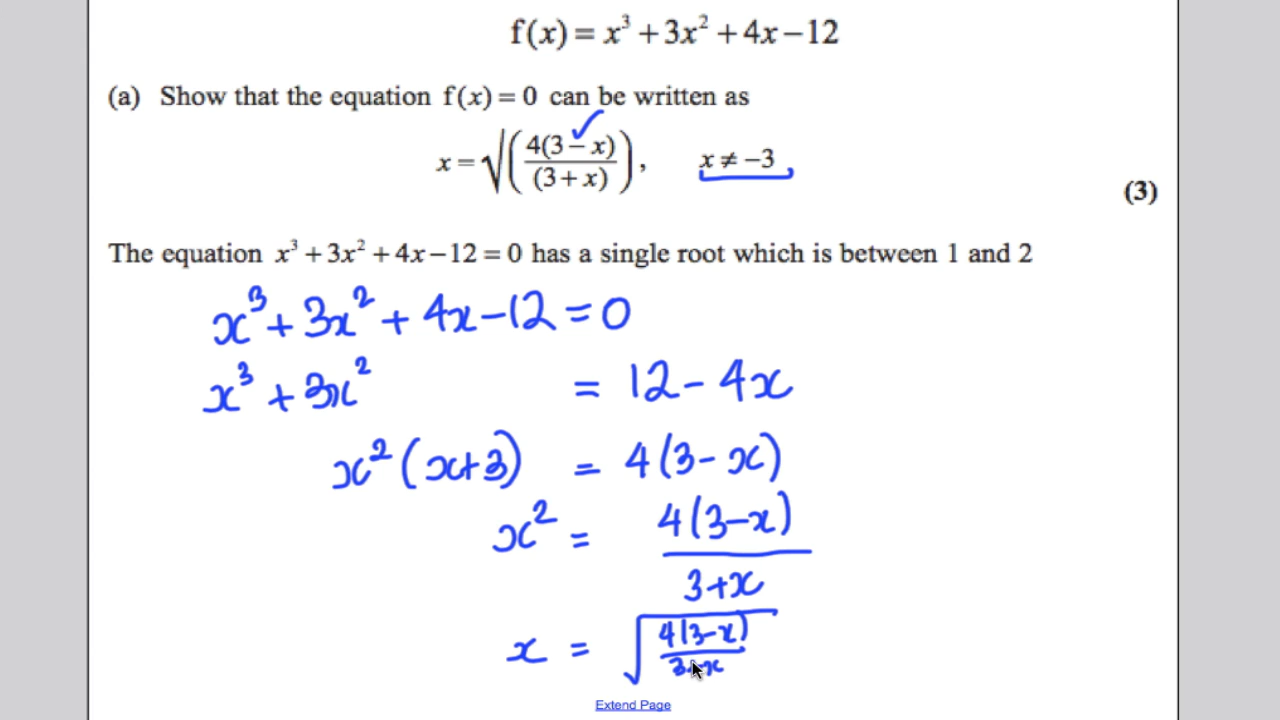 f(x) = x³ + 3x² + 4x − 12
(a) Show that the equation f(x) = 0 can be written as
x = √(4(3 − x)/(3 + x)), x ≠ −3
(3)
The equation x³ + 3x² + 4x − 12 = 0 has a single root which is between 1 and 2
x³ + 3x² + 4x − 12 = 0
x³ + 3x² = 12 − 4x
x²(x+3) = 4(3 − x)
x² = 4(3−x)/3+x
x = √4(3−x)/3+x
Extend Page